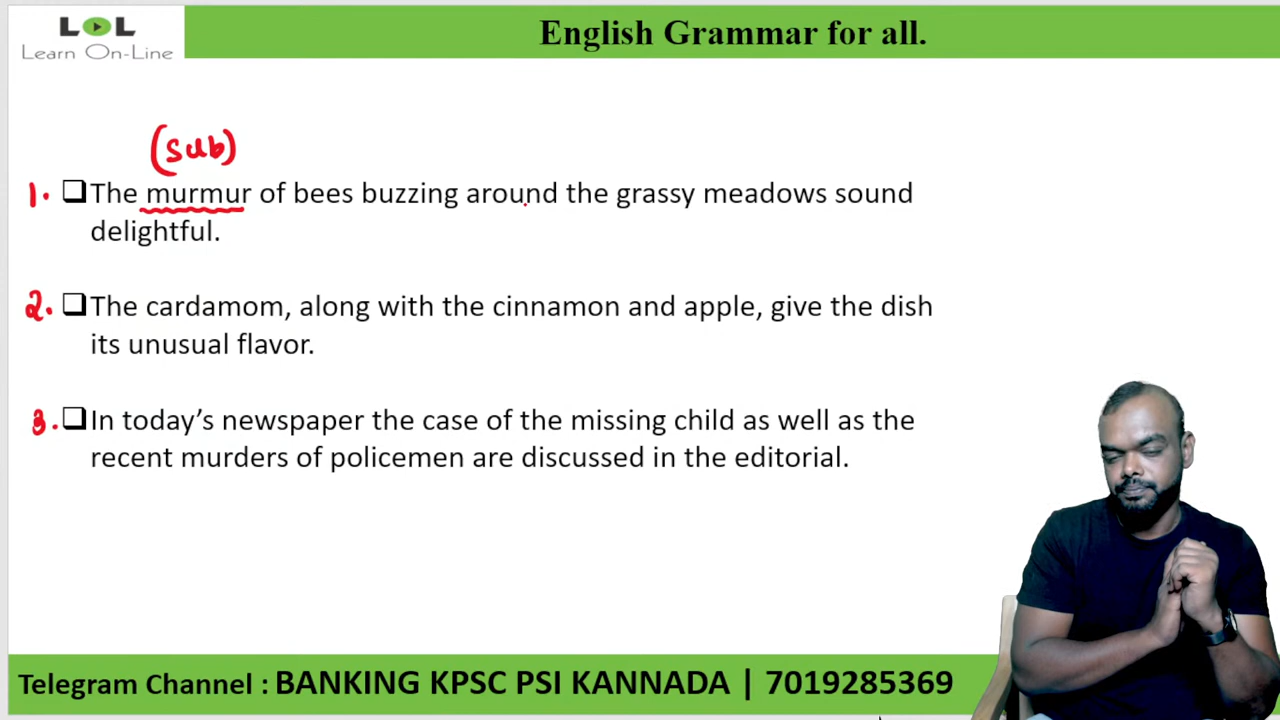 LOL
Learn On-Line
English Grammar for all.
(sub)
1. The murmur of bees buzzing around the grassy meadows sound
delightful.
2. The cardamom, along with the cinnamon and apple, give the dish
its unusual flavor.
3. In today’s newspaper the case of the missing child as well as the
recent murders of policemen are discussed in the editorial.
Telegram Channel : BANKING KPSC PSI KANNADA | 7019285369